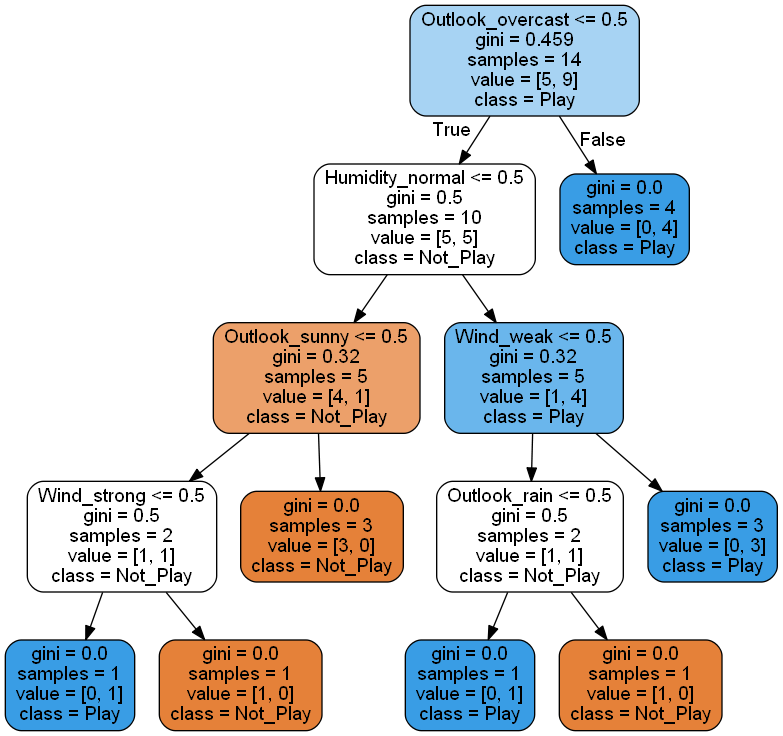 Outlook_overcast <= 0.5
gini = 0.459
samples = 14
value = [5, 9]
class = Play
True
False
Humidity_normal <= 0.5
gini = 0.5
samples = 10
value = [5, 5]
class = Not_Play
gini = 0.0
samples = 4
value = [0, 4]
class = Play
Outlook_sunny <= 0.5
gini = 0.32
samples = 5
value = [4, 1]
class = Not_Play
Wind_weak <= 0.5
gini = 0.32
samples = 5
value = [1, 4]
class = Play
Wind_strong <= 0.5
gini = 0.5
samples = 2
value = [1, 1]
class = Not_Play
gini = 0.0
samples = 3
value = [3, 0]
class = Not_Play
Outlook_rain <= 0.5
gini = 0.5
samples = 2
value = [1, 1]
class = Not_Play
gini = 0.0
samples = 3
value = [0, 3]
class = Play
gini = 0.0
samples = 1
value = [0, 1]
class = Play
gini = 0.0
samples = 1
value = [1, 0]
class = Not_Play
gini = 0.0
samples = 1
value = [0, 1]
class = Play
gini = 0.0
samples = 1
value = [1, 0]
class = Not_Play